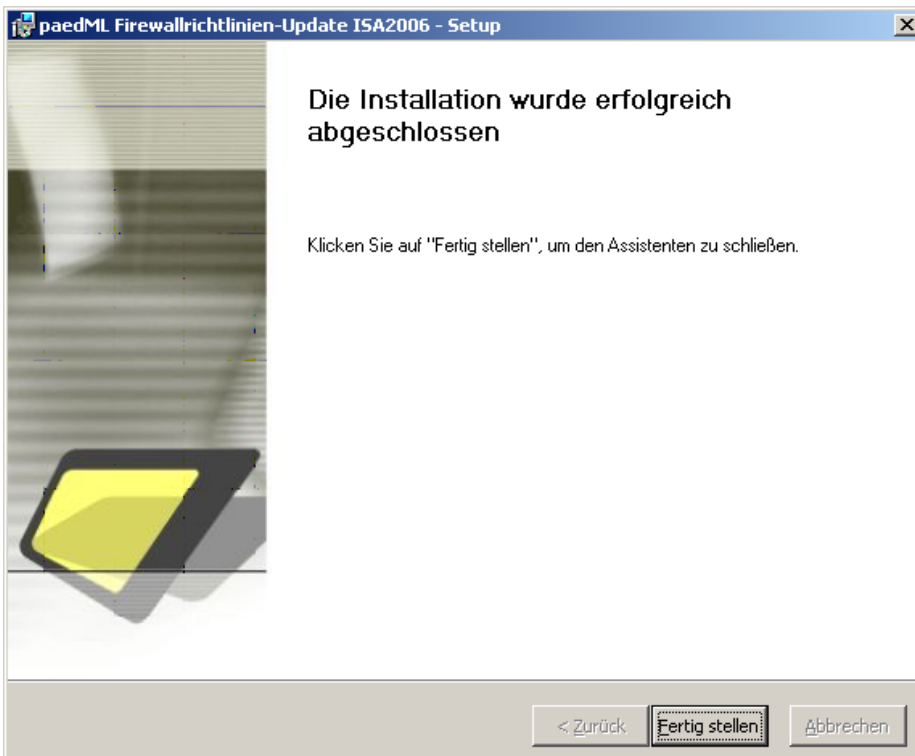 paedML Firewallrichtlinien-Update ISA2006 - Setup
Die Installation wurde erfolgreich
abgeschlossen
Klicken Sie auf "Fertig stellen", um den Assistenten zu schließen.
< Zurück Fertig stellen Abbrechen